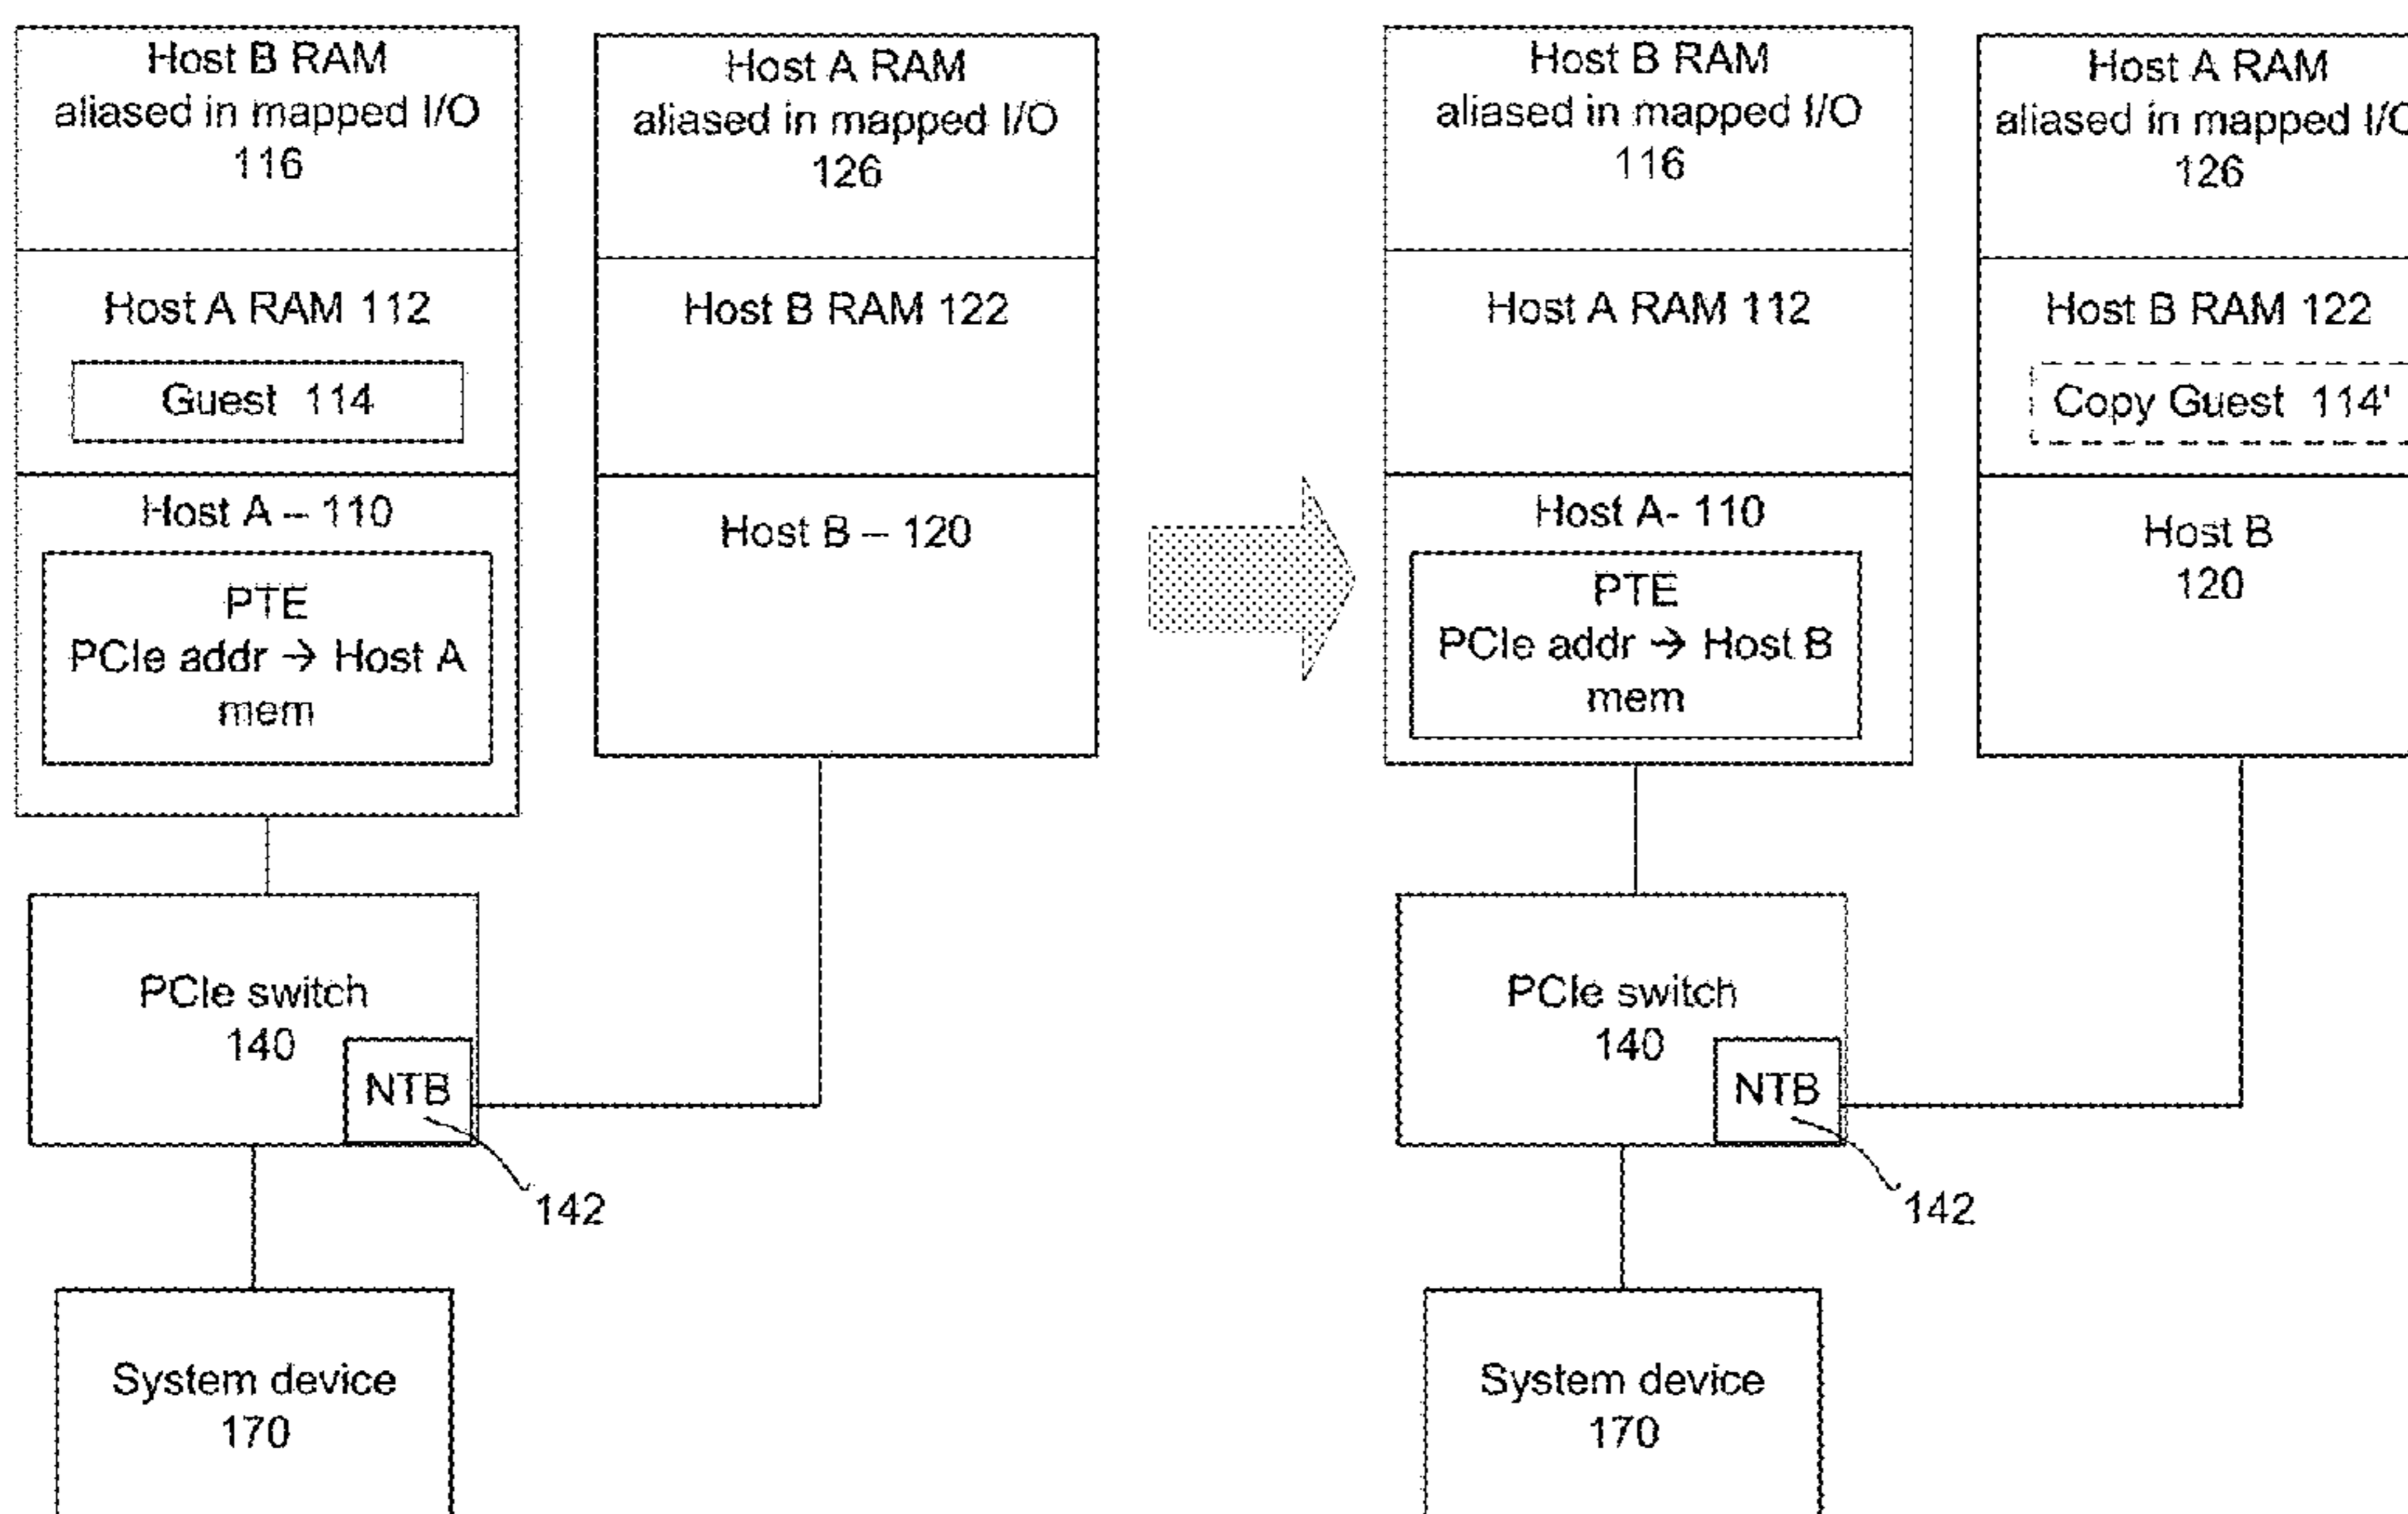 Host B RAM
aliased in mapped I/O
116
Host A RAM 112
Guest 114
Host A – 110
PTE
PCIe addr → Host A
mem
Host A RAM
aliased in mapped I/O
126
Host B RAM 122
Host B – 120
PCIe switch
140
NTB
142
System device
170
Host B RAM
aliased in mapped I/O
116
Host A RAM 112
Host A- 110
PTE
PCIe addr → Host B
mem
Host A RAM
aliased in mapped I/O
126
Host B RAM 122
Copy Guest 114'
Host B
120
PCIe switch
140
NTB
142
System device
170